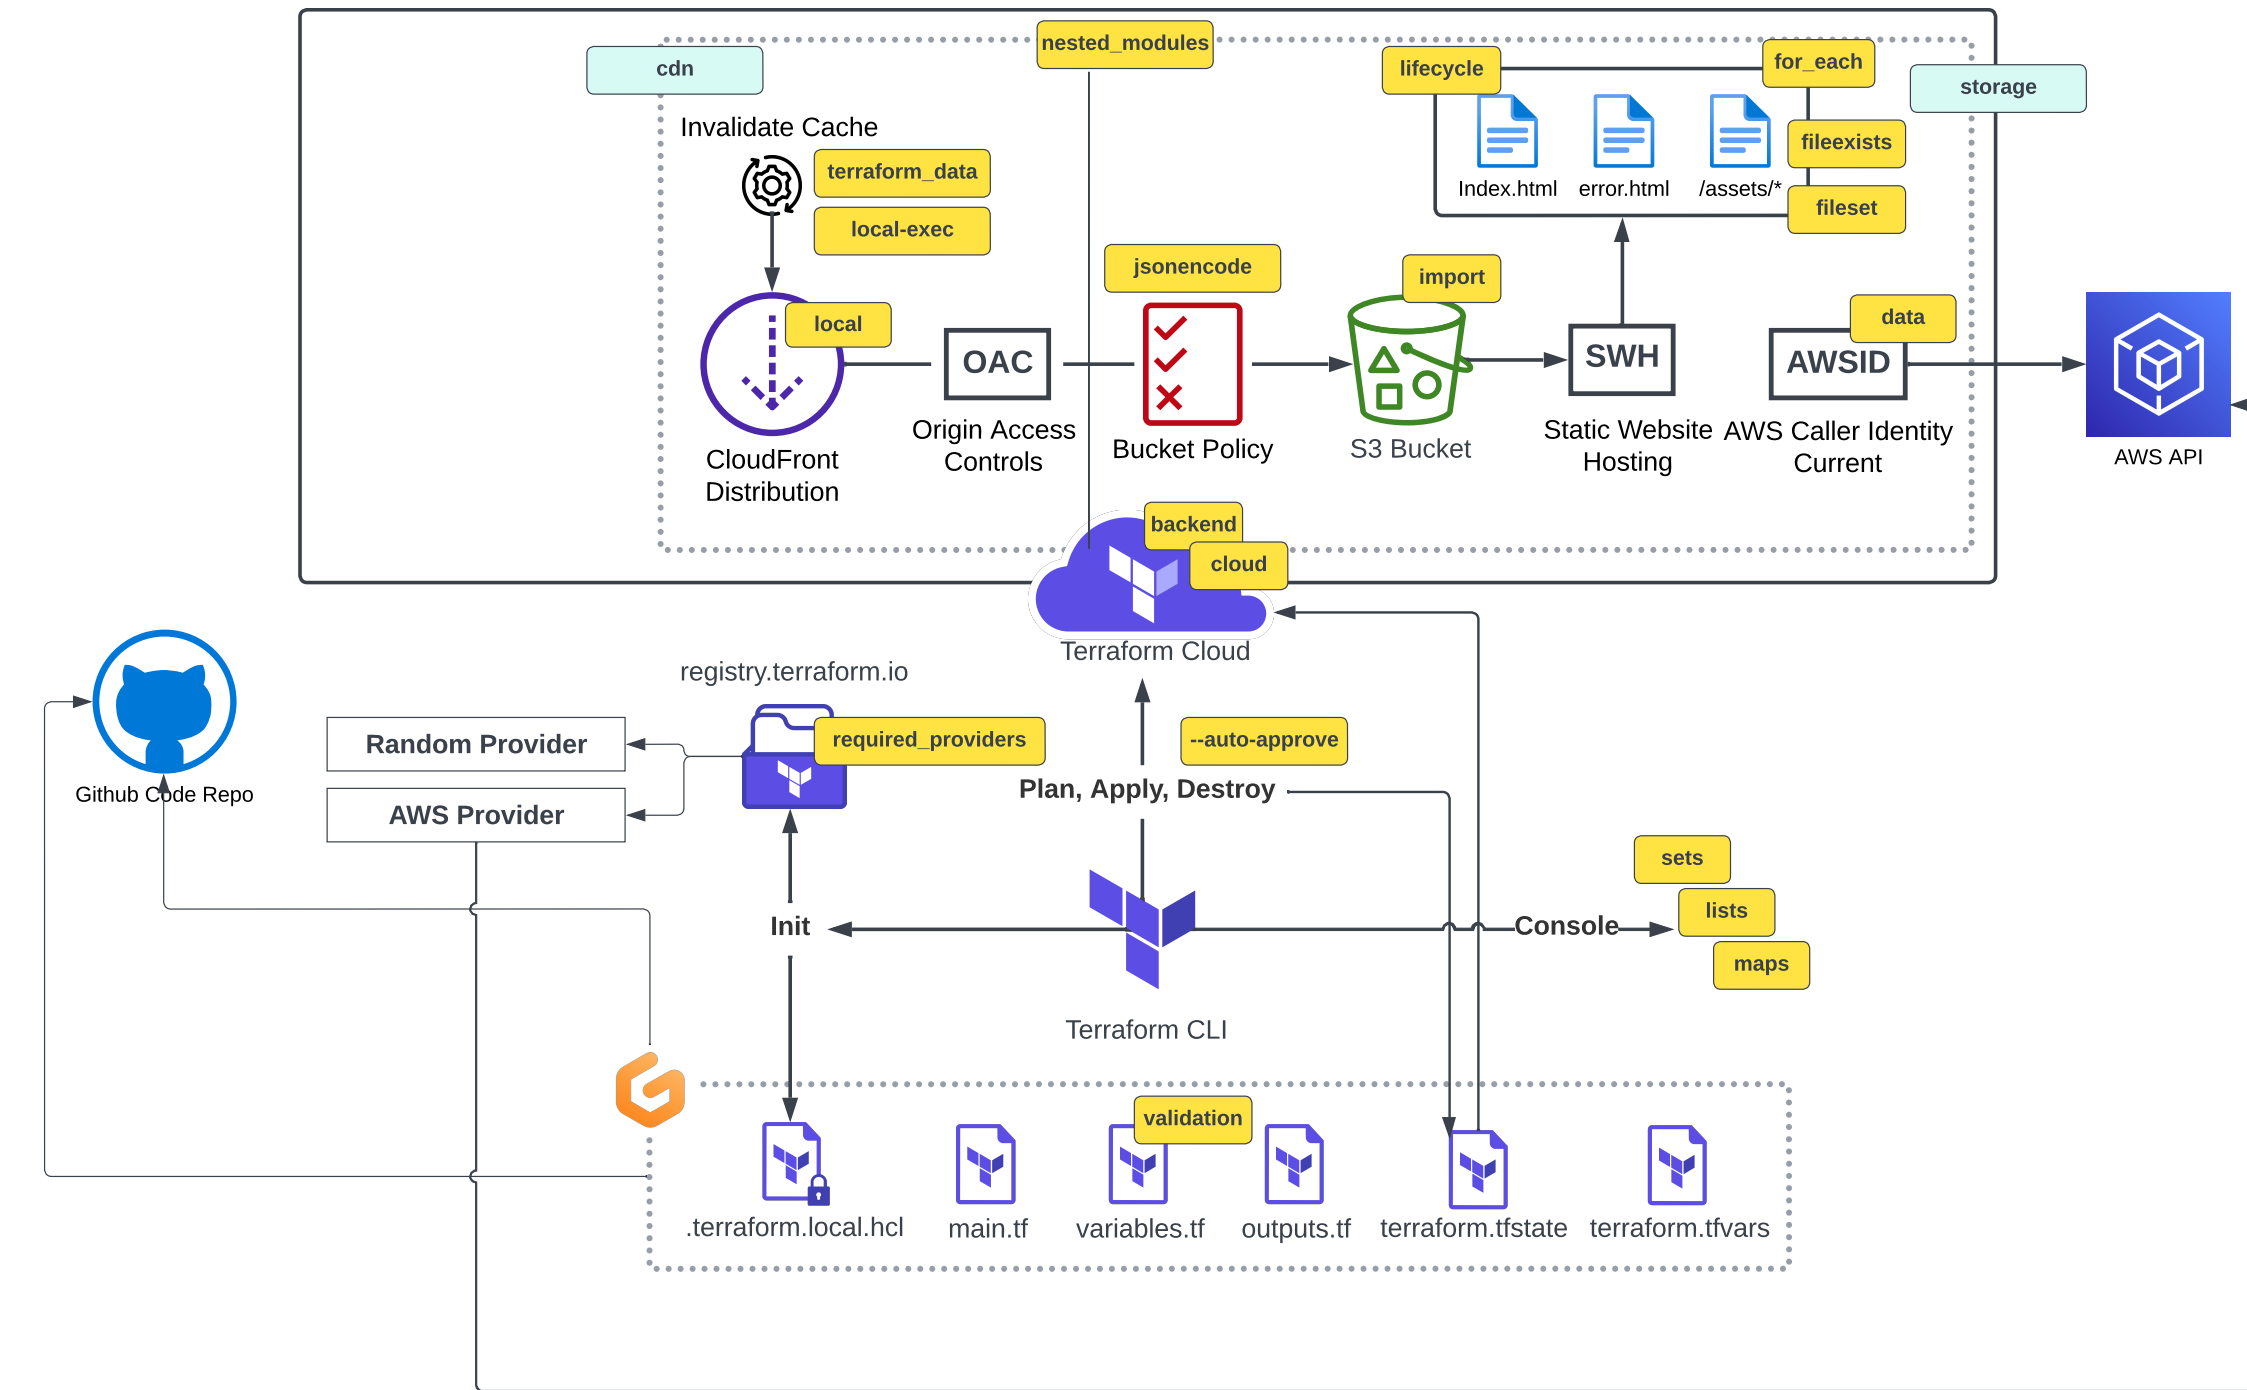 nested_modules
cdn
lifecycle
for_each
storage
Invalidate Cache
terraform_data
local-exec
fileexists
fileset
Index.html
error.html
/assets/*
jsonencode
import
local
data
OAC
SWH
AWSID
CloudFront
Distribution
Origin Access
Controls
Bucket Policy
S3 Bucket
Static Website
Hosting
AWS Caller Identity
Current
AWS API
backend
cloud
Terraform Cloud
registry.terraform.io
Random Provider
required_providers
--auto-approve
Github Code Repo
AWS Provider
Plan, Apply, Destroy
sets
lists
maps
Init
Console
Terraform CLI
validation
.terraform.local.hcl
main.tf
variables.tf
outputs.tf
terraform.tfstate
terraform.tfvars